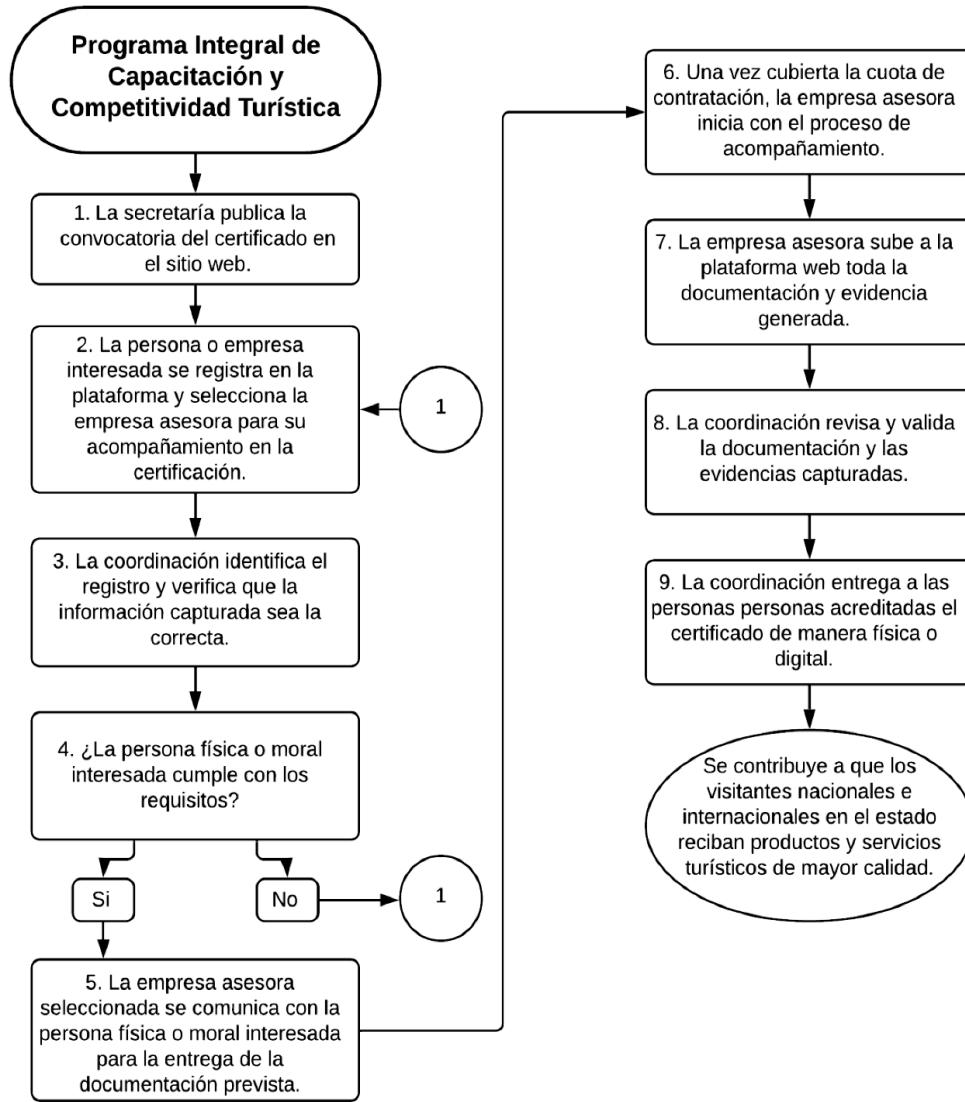 Programa Integral de
Capacitación y
Competitividad Turística
1. La secretaría publica la
convocatoria del certificado en
el sitio web.
2. La persona o empresa
interesada se registra en la
plataforma y selecciona la
empresa asesora para su
acompañamiento en la
certificación.
1
3. La coordinación identifica el
registro y verifica que la
información capturada sea la
correcta.
4. ¿La persona física o moral
interesada cumple con los
requisitos?
Si
No
1
5. La empresa asesora
seleccionada se comunica con la
persona física o moral interesada
para la entrega de la
documentación prevista.
6. Una vez cubierta la cuota de
contratación, la empresa asesora
inicia con el proceso de
acompañamiento.
7. La empresa asesora sube a la
plataforma web toda la
documentación y evidencia
generada.
8. La coordinación revisa y valida
la documentación y las
evidencias capturadas.
9. La coordinación entrega a las
personas personas acreditadas el
certificado de manera física o
digital.
Se contribuye a que los
visitantes nacionales e
internacionales en el estado
reciban productos y servicios
turísticos de mayor calidad.